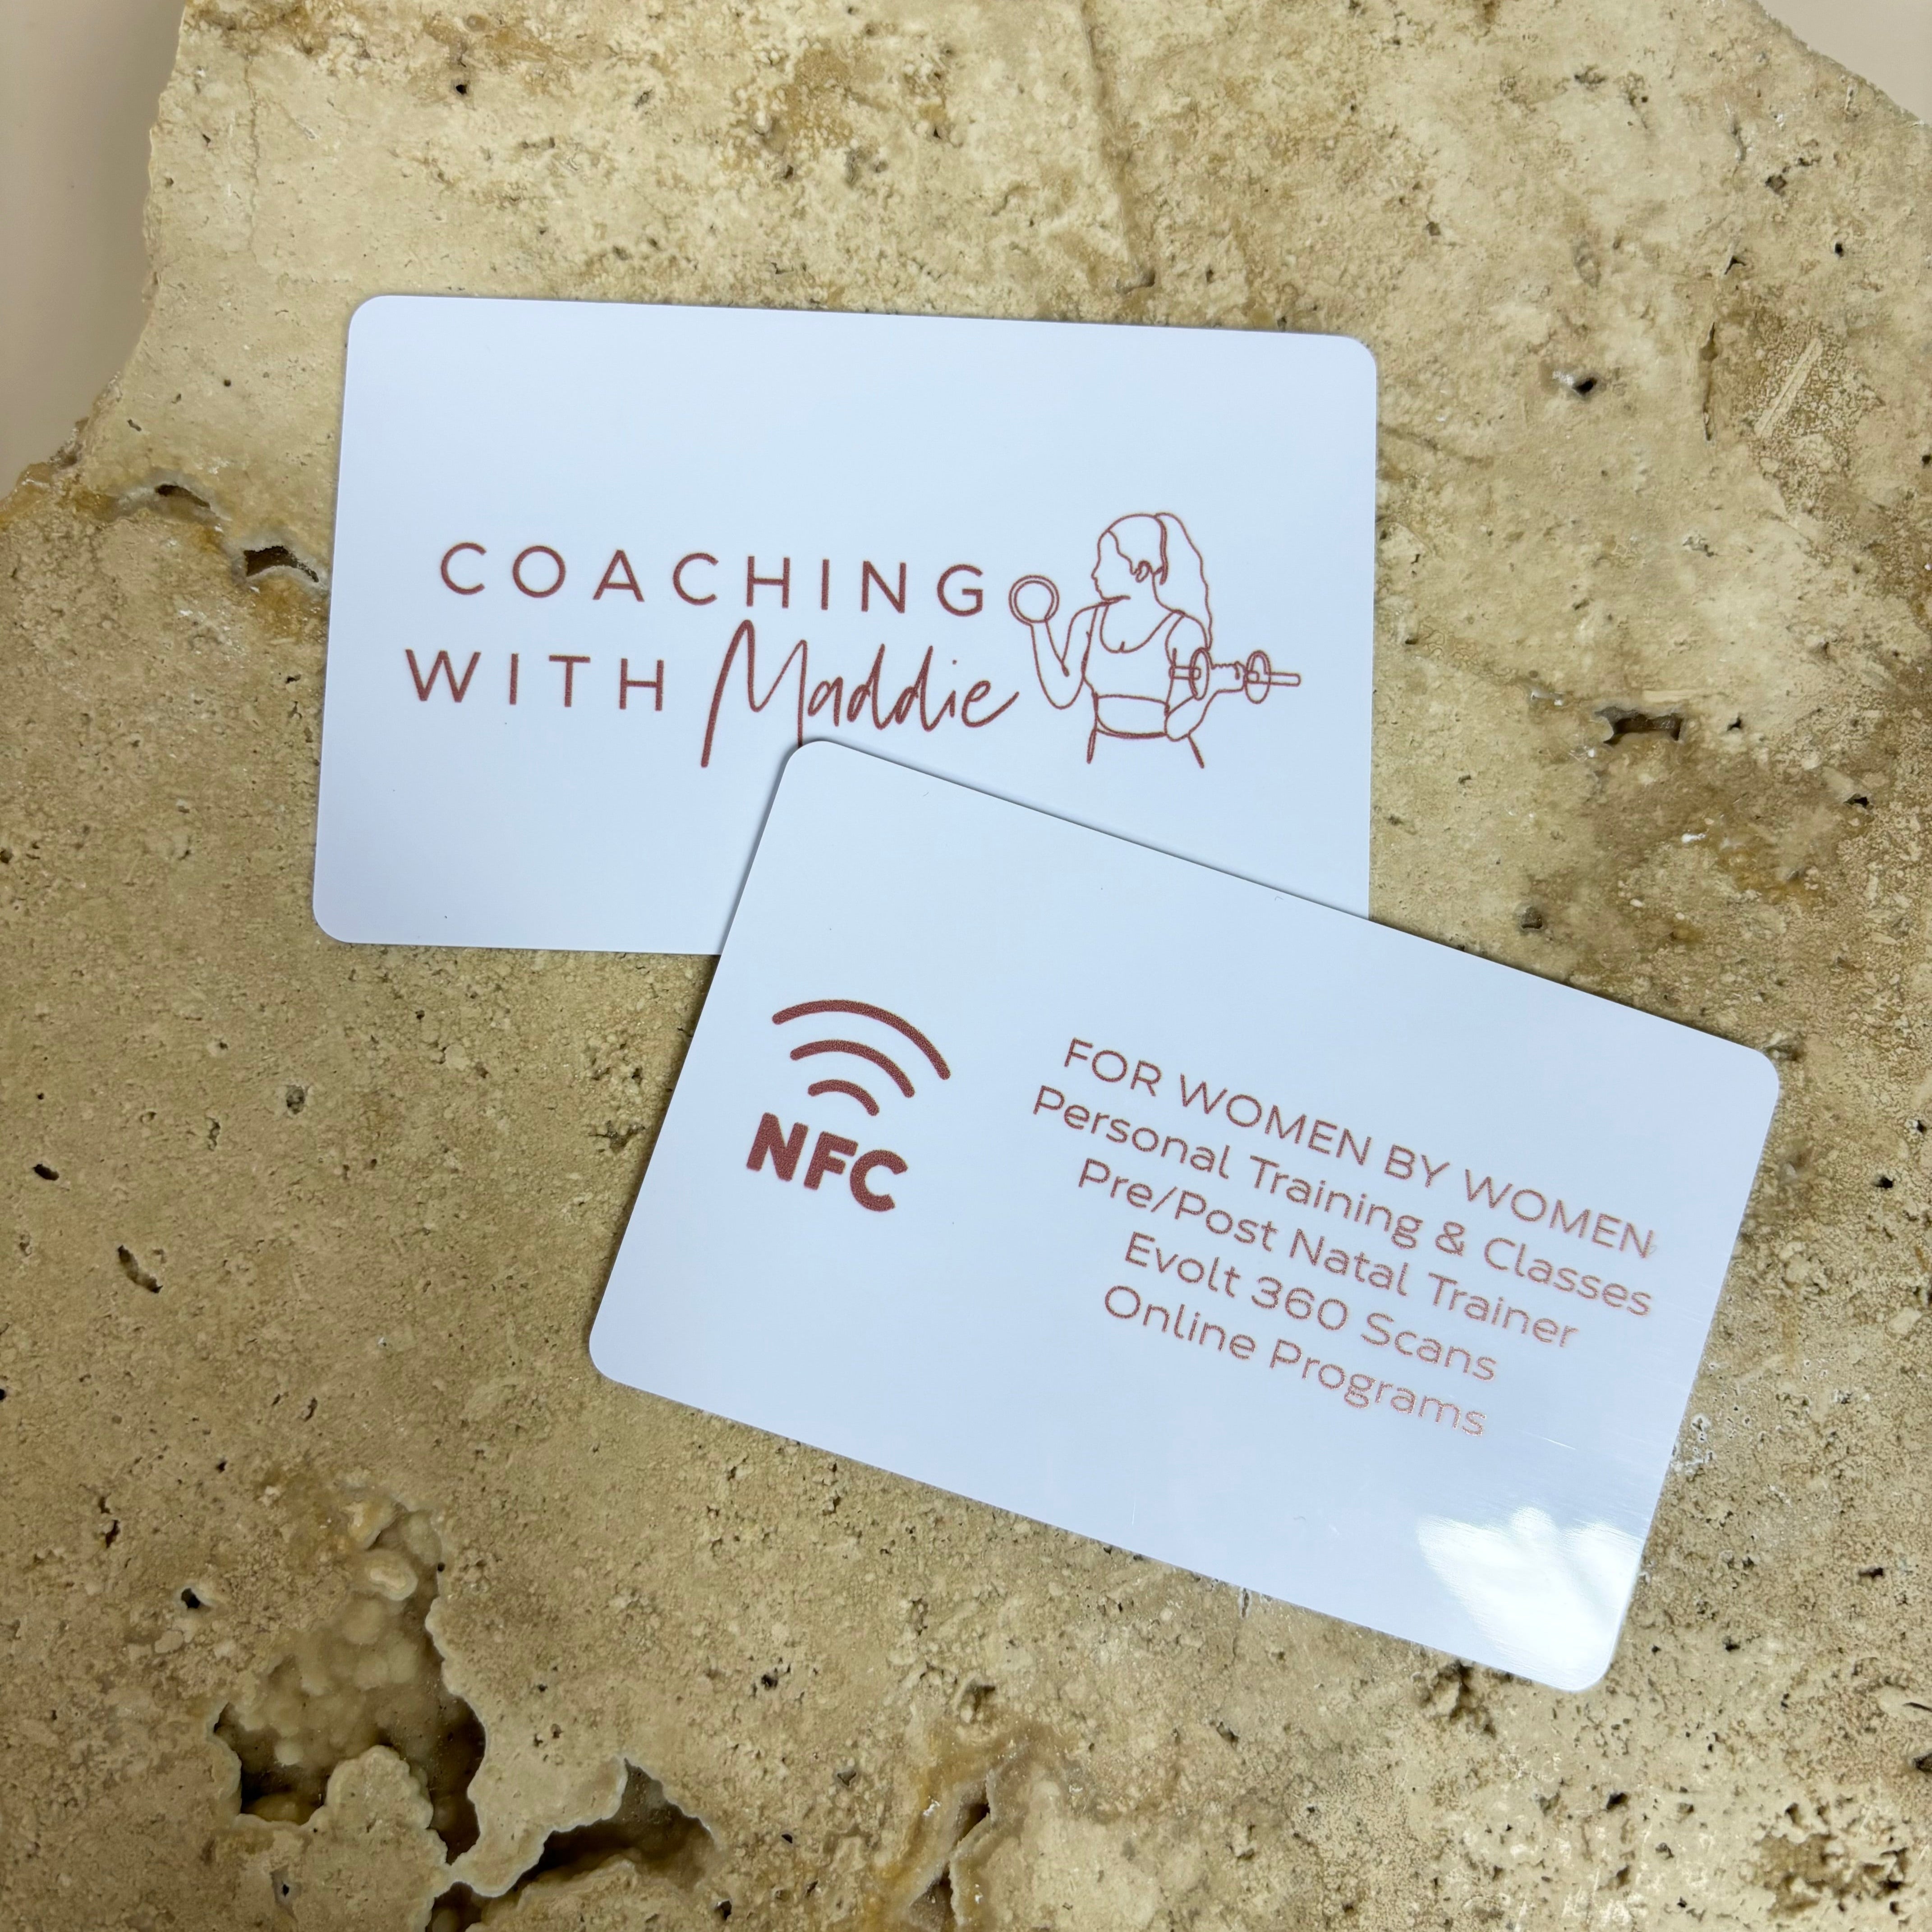 COACHING
WITH Maddie
NFC
FOR WOMEN BY WOMEN
Personal Training & Classes
Pre/Post Natal Trainer
Evolt 360 Scans
Online Programs